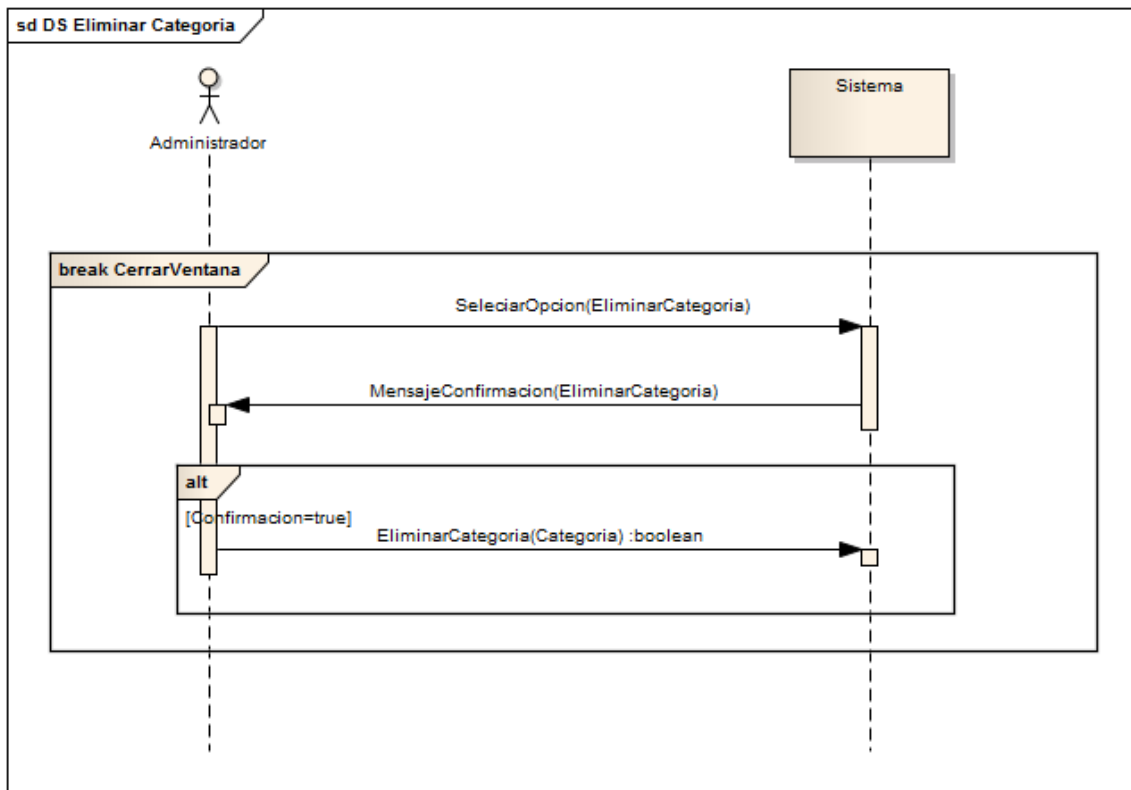 sd DS Eliminar Categoria
Sistema
Administrador
break CerrarVentana
SeleciarOpcion(EliminarCategoria)
MensajeConfirmacion(EliminarCategoria)
alt
[Confirmacion=true]
EliminarCategoria(Categoria) :boolean